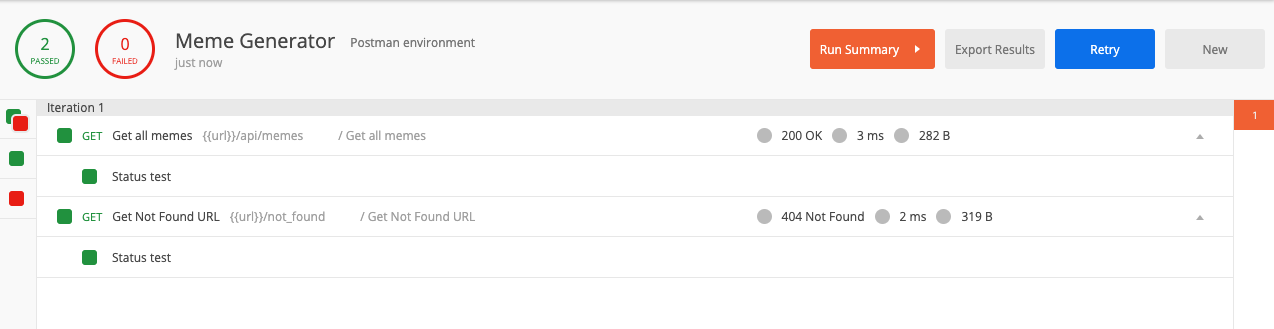 2 PASSED
0 FAILED
Meme Generator Postman environment
just now
Run Summary Export Results Retry New
Iteration 1
1
GET Get all memes {{url}}/api/memes / Get all memes 200 OK 3 ms 282 B
Status test
GET Get Not Found URL {{url}}/not_found / Get Not Found URL 404 Not Found 2 ms 319 B
Status test